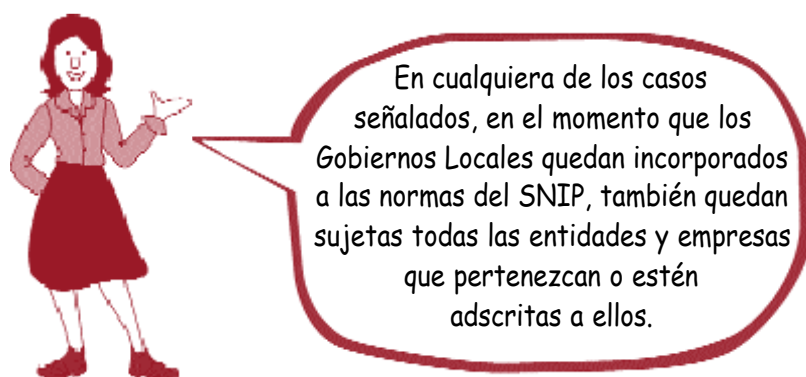 En cualquiera de los casos
señalados, en el momento que los
Gobiernos Locales quedan incorporados
a las normas del SNIP, también quedan
sujetas todas las entidades y empresas
que pertenezcan o estén
adscritas a ellos.